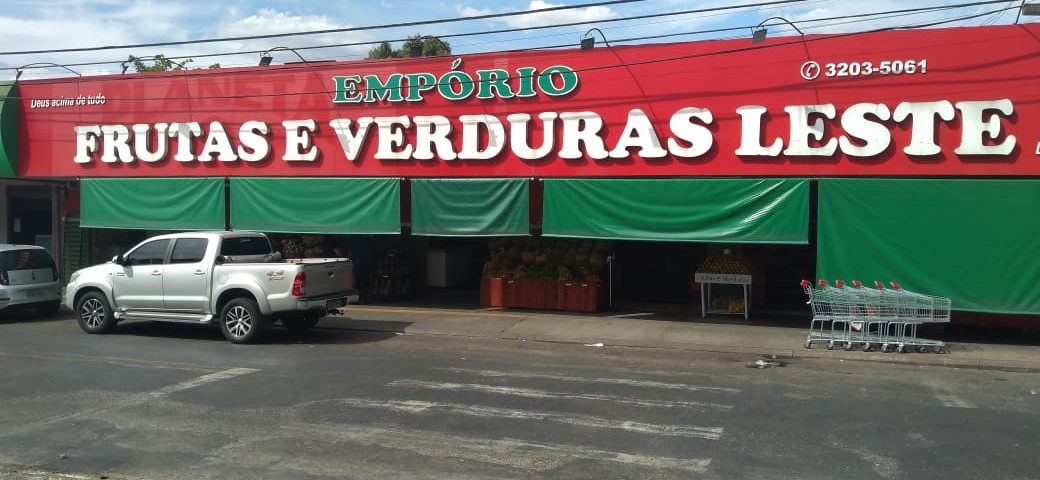 Deus acima de tudo
EMPÓRIO
3203-5061
FRUTAS E VERDURAS LESTE